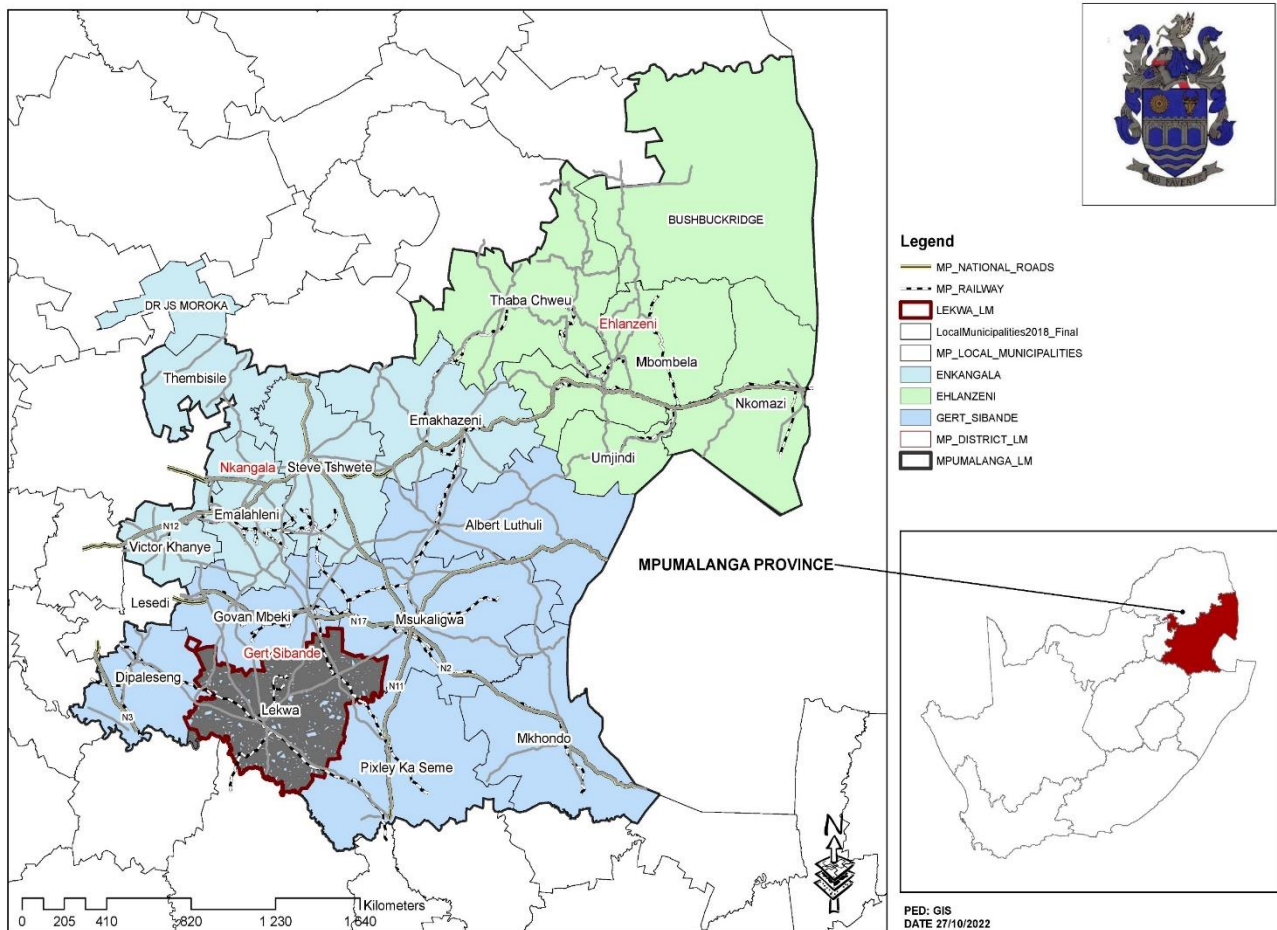 BUSHBUCKRIDGE
DR JS MOROKA
Thaba Chweu
Ehlanzeni
Thembisile
Mbombela
Nkomazi
Emakhazeni
Umjindi
Nkangala
Steve Tshwete
Emalahleni
Albert Luthuli
N12
Victor Khanye
MPUMALANGA PROVINCE
Lesedi
Govan Mbeki
N17
Msukaligwa
Gert Sibande
N2
Dipaleseng
N11
Lekwa
N3
Mkhondo
Pixley Ka Seme
N
Kilometers
0 205 410 820 1 230 1 640
DEO FAVENTE
Legend
MP_NATIONAL_ROADS
MP_RAILWAY
LEKWA_LM
LocalMunicipalities2018_Final
MP_LOCAL_MUNICIPALITIES
ENKANGALA
EHLANZENI
GERT_SIBANDE
MP_DISTRICT_LM
MPUMALANGA_LM
PED: GIS
DATE 27/10/2022